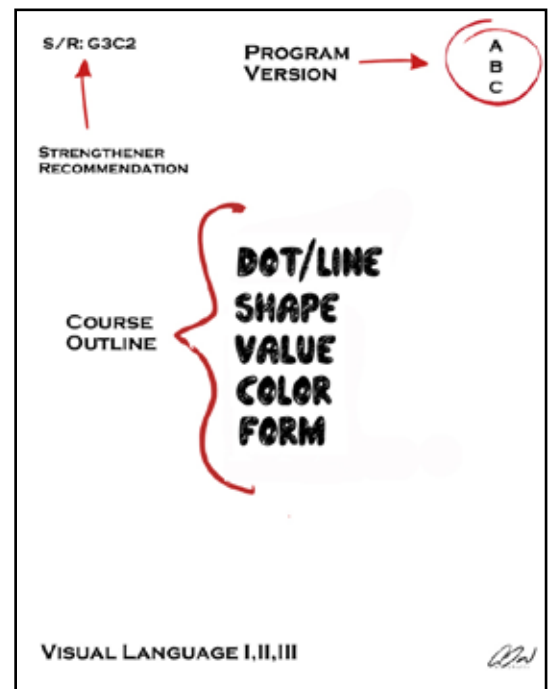 S/R: G3C2
PROGRAM
VERSION
A
B
C
STRENGTHENER
RECOMMENDATION
COURSE
OUTLINE
DOT/LINE
SHAPE
VALUE
COLOR
FORM
VISUAL LANGUAGE I,II,III